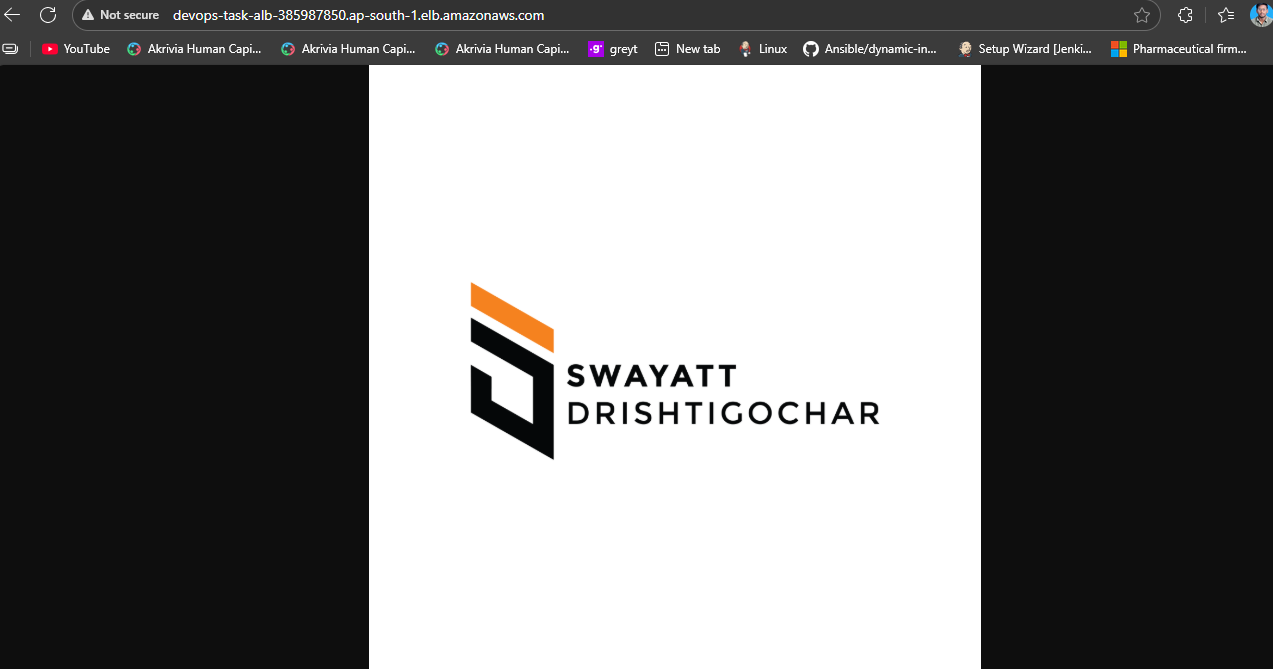 Not secure devops-task-alb-385987850.ap-south-1.elb.amazonaws.com
YouTube Akrivia Human Capi... Akrivia Human Capi... Akrivia Human Capi... ·g· greyt New tab Linux Ansible/dynamic-in... Setup Wizard [Jenki... Pharmaceutical firm...
SWAYATT
DRISHTIGOCHAR